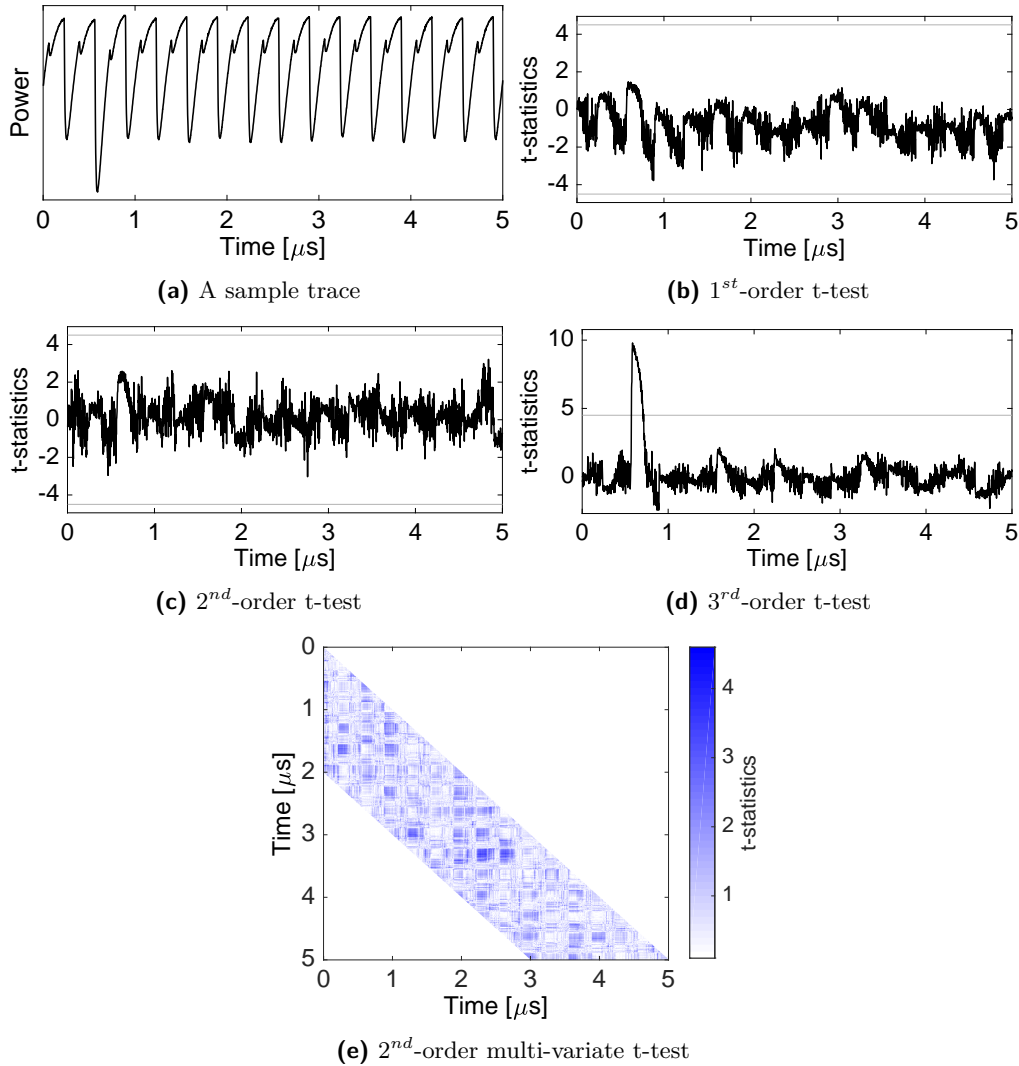 Power
0 1 2 3 4 5
Time [μs]
(a) A sample trace
t-statistics
4
2
0
-2
-4
0 1 2 3 4 5
Time [μs]
(b) 1st-order t-test
t-statistics
4
2
0
-2
-4
0 1 2 3 4 5
Time [μs]
(c) 2nd-order t-test
t-statistics
10
5
0
0 1 2 3 4 5
Time [μs]
(d) 3rd-order t-test
Time [μs]
0
1
2
3
4
5
0 1 2 3 4 5
Time [μs]
4
3
2
1
t-statistics
(e) 2nd-order multi-variate t-test